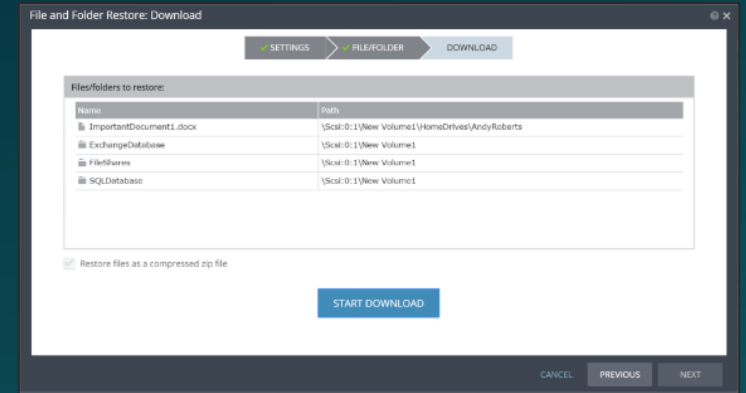 File and Folder Restore: Download
SETTINGS FILE/FOLDER DOWNLOAD
Files/folders to restore:
Name Path
ImportantDocument1.docx \Scsi:0:1\New Volume1\HomeDrives\AndyRoberts
ExchangeDatabase \Scsi:0:1\New Volume1
FileShares \Scsi:0:1\New Volume1
SQLDatabase \Scsi:0:1\New Volume1
Restore files as a compressed zip file
START DOWNLOAD
CANCEL PREVIOUS NEXT